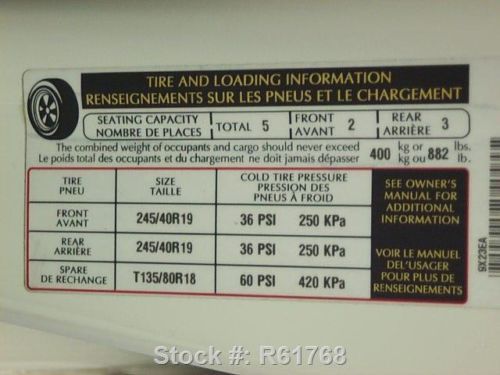 TIRE AND LOADING INFORMATION
RENSEIGNEMENTS SUR LES PNEUS ET LE CHARGEMENT
SEATING CAPACITY
NOMBRE DE PLACES
TOTAL 5
FRONT
AVANT 2
REAR
ARRIÈRE 3
The combined weight of occupants and cargo should never exceed
Le poids total des occupants et du chargement ne doit jamais dépasser
400 kg or 882 lbs.
kg ou lb.
TIRE
PNEU
SIZE
TAILLE
COLD TIRE PRESSURE
PRESSION DES
PNEUS À FROID
FRONT
AVANT
245/40R19
36 PSI 250 KPa
REAR
ARRIÈRE
245/40R19
36 PSI 250 KPa
SPARE
DE RECHANGE
T135/80R18
60 PSI 420 KPa
SEE OWNER'S
MANUAL FOR
ADDITIONAL
INFORMATION
VOIR LE MANUEL
DEL'USAGER
POUR PLUS DE
RENSEIGNEMENTS
9X23EA
Stock #: R61768